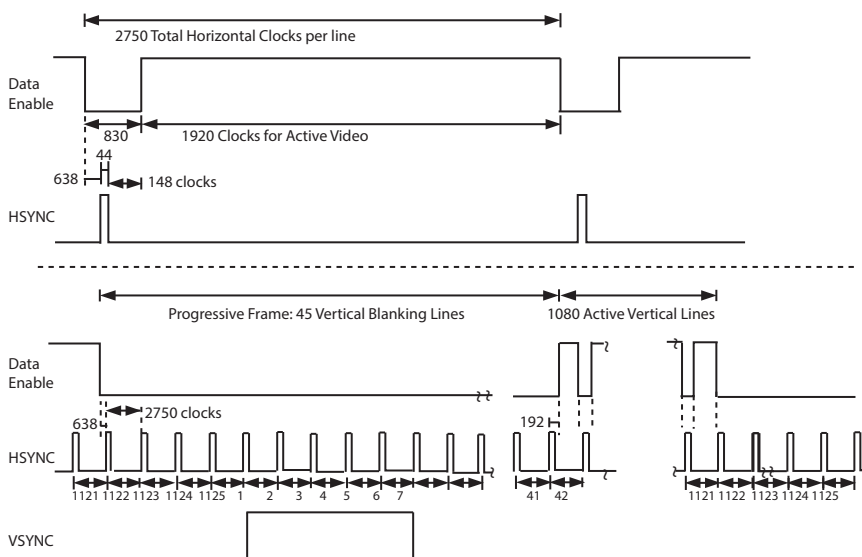 2750 Total Horizontal Clocks per line
Data
Enable
830
1920 Clocks for Active Video
44
638
148 clocks
HSYNC
Progressive Frame: 45 Vertical Blanking Lines
1080 Active Vertical Lines
Data
Enable
638
2750 clocks
192
HSYNC
1121 1122 1123 1124 1125 1 2 3 4 5 6 7 41 42 1121 1122 1123 1124 1125
VSYNC